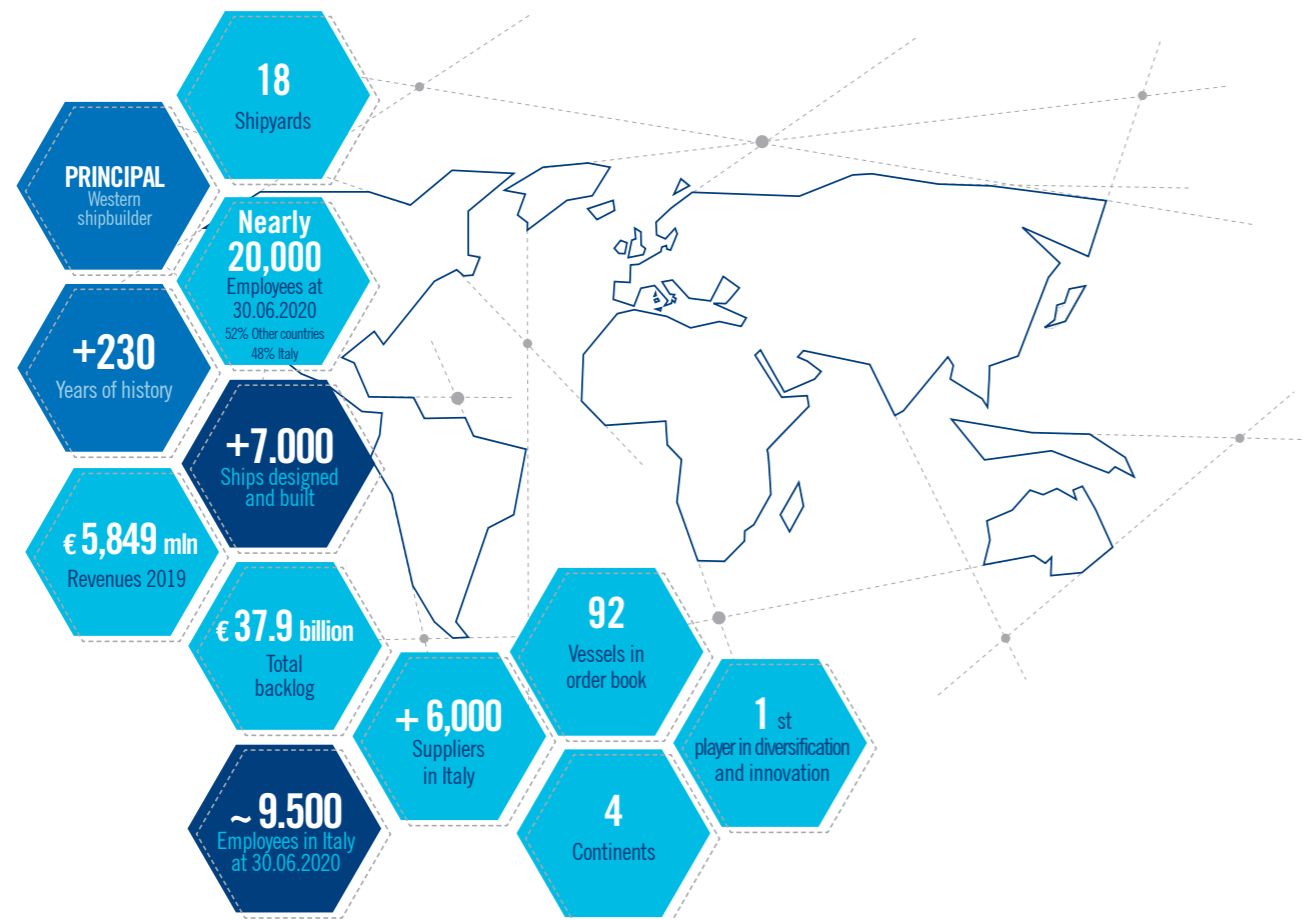 18
Shipyards
PRINCIPAL
Western
shipbuilder
Nearly
20,000
Employees at
30.06.2020
52% Other countries
48% Italy
+230
Years of history
+7.000
Ships designed
and built
€ 5,849 mln
Revenues 2019
€ 37.9 billion
Total
backlog
92
Vessels in
order book
+ 6,000
Suppliers
in Italy
1 st
player in diversification
and innovation
~ 9.500
Employees in Italy
at 30.06.2020
4
Continents